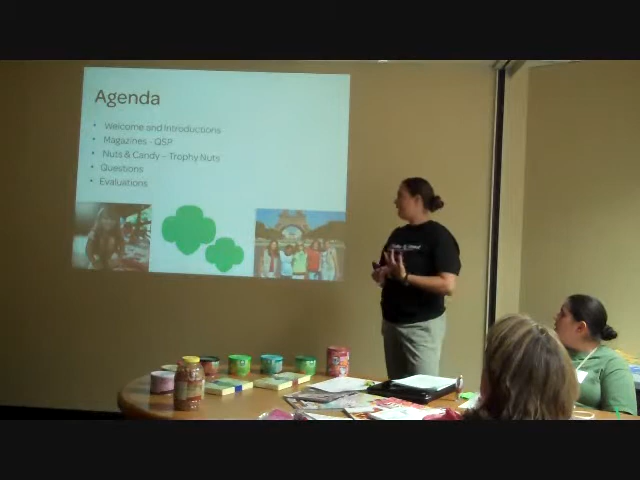 Agenda
• Welcome and Introductions
• Magazines - QSP
• Nuts & Candy – Trophy Nuts
• Questions
• Evaluations